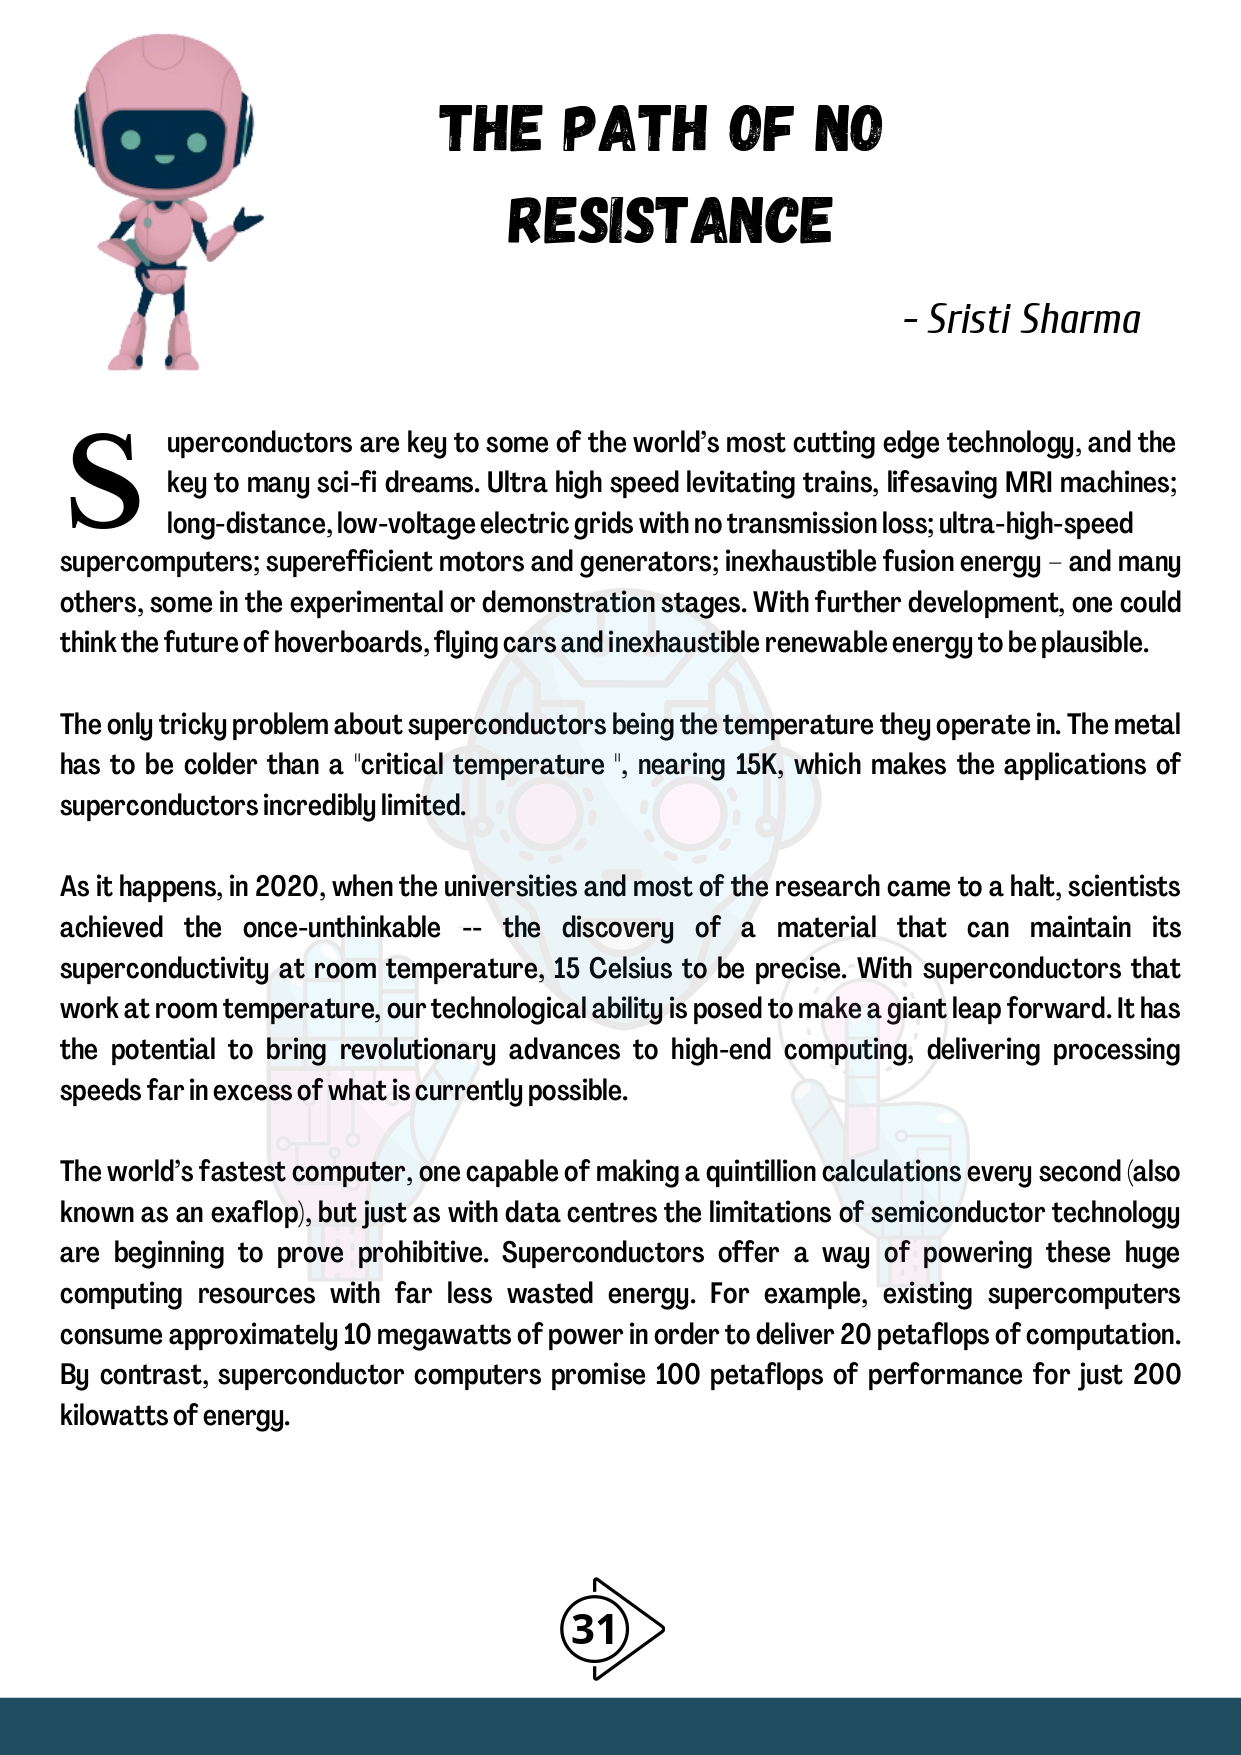 THE PATH OF NO
RESISTANCE
- Sristi Sharma
Superconductors are key to some of the world’s most cutting edge technology, and the
key to many sci-fi dreams. Ultra high speed levitating trains, lifesaving MRI machines;
long-distance, low-voltage electric grids with no transmission loss; ultra-high-speed
supercomputers; superefficient motors and generators; inexhaustible fusion energy – and many
others, some in the experimental or demonstration stages. With further development, one could
think the future of hoverboards, flying cars and inexhaustible renewable energy to be plausible.
The only tricky problem about superconductors being the temperature they operate in. The metal
has to be colder than a "critical temperature ", nearing 15K, which makes the applications of
superconductors incredibly limited.
As it happens, in 2020, when the universities and most of the research came to a halt, scientists
achieved the once-unthinkable -- the discovery of a material that can maintain its
superconductivity at room temperature, 15 Celsius to be precise. With superconductors that
work at room temperature, our technological ability is posed to make a giant leap forward. It has
the potential to bring revolutionary advances to high-end computing, delivering processing
speeds far in excess of what is currently possible.
The world’s fastest computer, one capable of making a quintillion calculations every second (also
known as an exaflop), but just as with data centres the limitations of semiconductor technology
are beginning to prove prohibitive. Superconductors offer a way of powering these huge
computing resources with far less wasted energy. For example, existing supercomputers
consume approximately 10 megawatts of power in order to deliver 20 petaflops of computation.
By contrast, superconductor computers promise 100 petaflops of performance for just 200
kilowatts of energy.
31